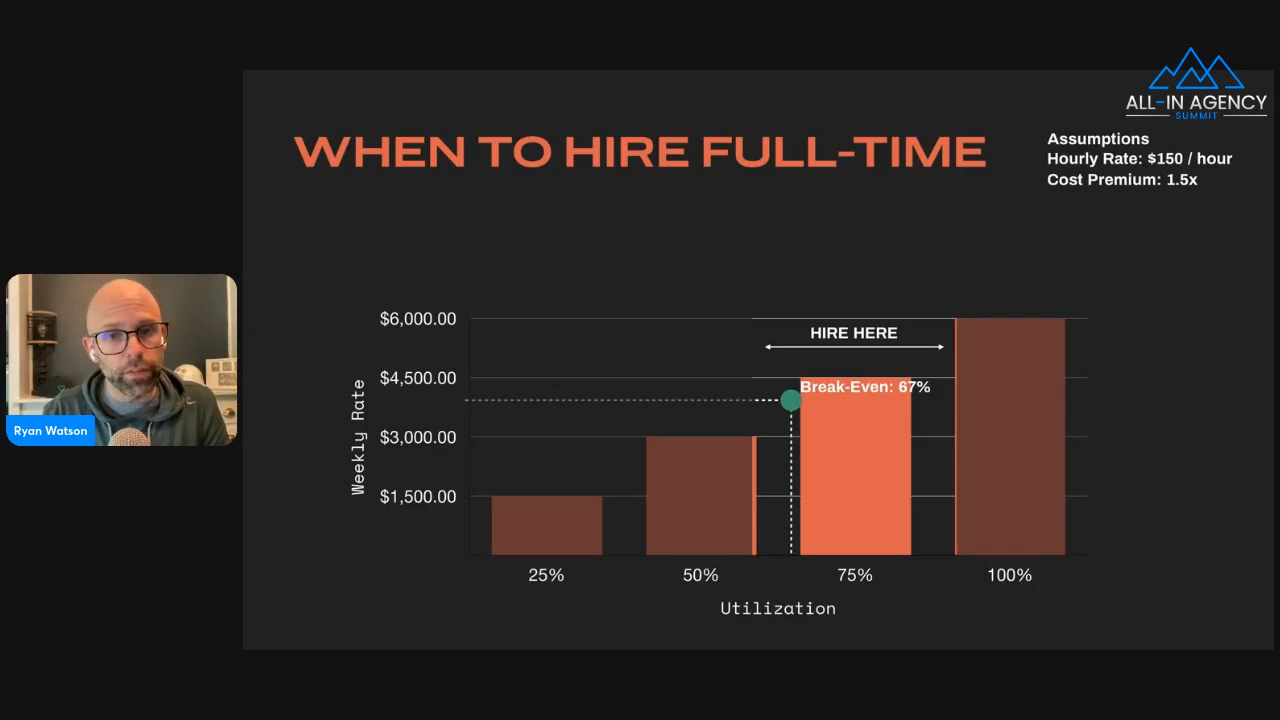 ALL-IN AGENCY
SUMMIT
WHEN TO HIRE FULL-TIME
Assumptions
Hourly Rate: $150 / hour
Cost Premium: 1.5x
$6,000.00
$4,500.00
$3,000.00
$1,500.00
Weekly Rate
HIRE HERE
Break-Even: 67%
25%
50%
75%
100%
Utilization
Ryan Watson